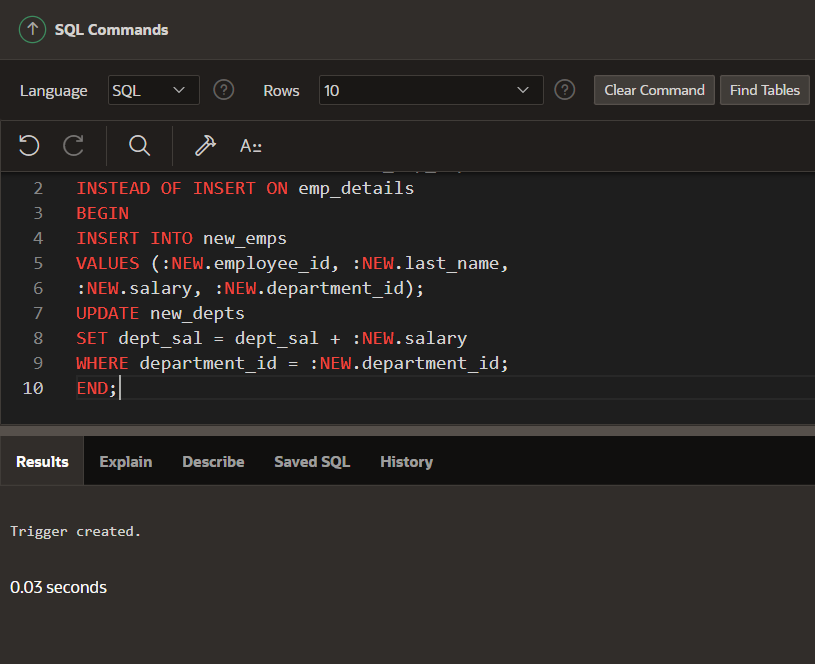 SQL Commands
Language SQL Rows 10 Clear Command Find Tables
A::
2 INSTEAD OF INSERT ON emp_details
3 BEGIN
4 INSERT INTO new_emps
5 VALUES (:NEW.employee_id, :NEW.last_name,
6 :NEW.salary, :NEW.department_id);
7 UPDATE new_depts
8 SET dept_sal = dept_sal + :NEW.salary
9 WHERE department_id = :NEW.department_id;
10 END;
Results Explain Describe Saved SQL History
Trigger created.
0.03 seconds